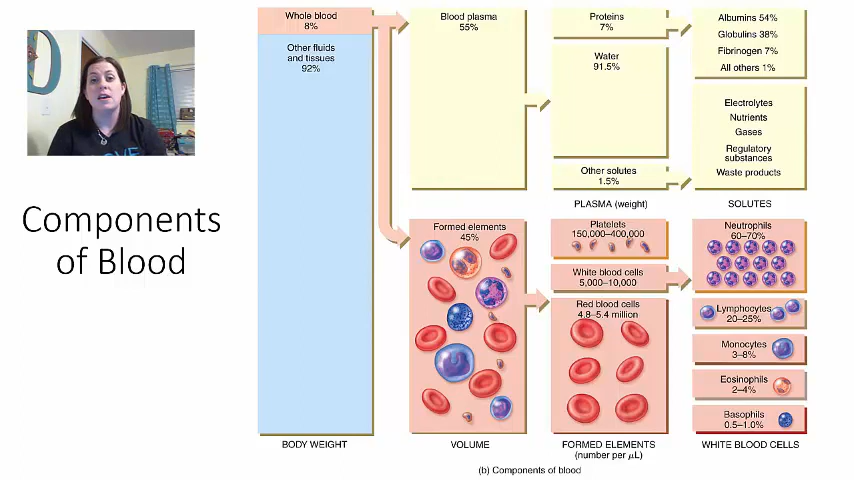 Components
of Blood
Whole blood
8%
Other fluids
and tissues
92%
BODY WEIGHT
Blood plasma
55%
Formed elements
45%
VOLUME
Proteins
7%
Water
91.5%
Other solutes
1.5%
PLASMA (weight)
Albumins 54%
Globulins 38%
Fibrinogen 7%
All others 1%
Electrolytes
Nutrients
Gases
Regulatory
substances
Waste products
SOLUTES
Platelets
150,000–400,000
White blood cells
5,000–10,000
Red blood cells
4.8–5.4 million
FORMED ELEMENTS
(number per μL)
Neutrophils
60–70%
Lymphocytes
20–25%
Monocytes
3–8%
Eosinophils
2–4%
Basophils
0.5–1.0%
WHITE BLOOD CELLS
(b) Components of blood